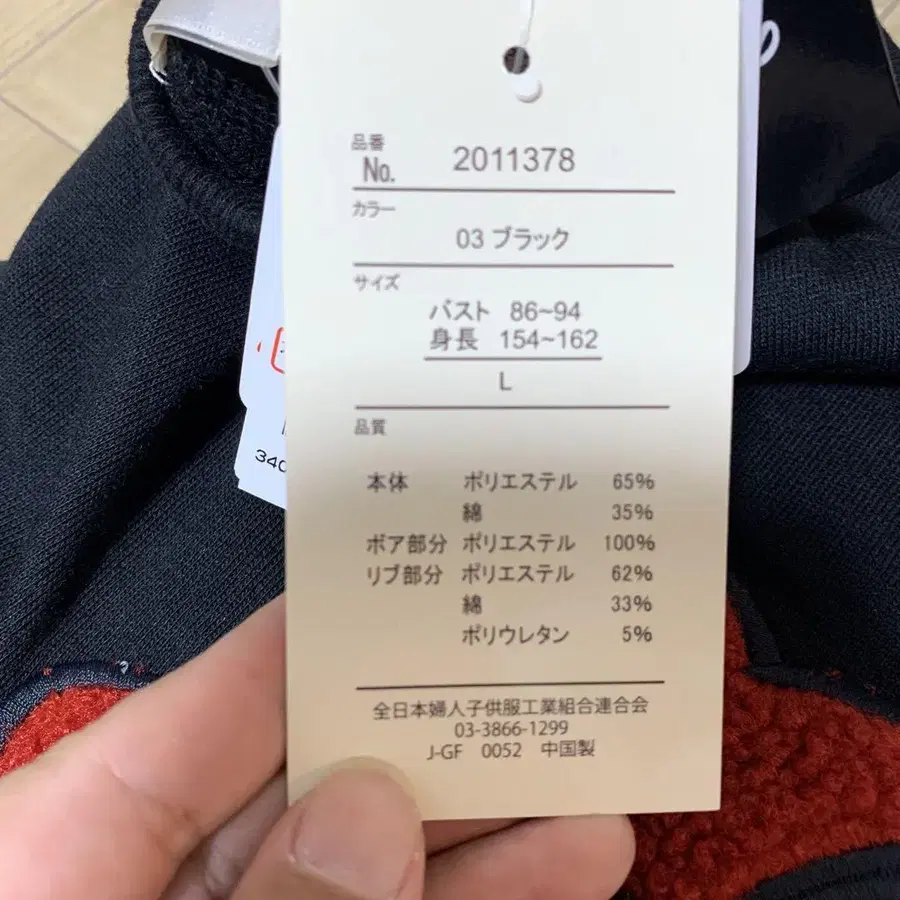 品番
No. 2011378
カラー
03 ブラック
サイズ
バスト 86~94
身長 154~162
L
品質
本体 ポリエステル 65%
綿 35%
ボア部分 ポリエステル 100%
リブ部分 ポリエステル 62%
綿 33%
ポリウレタン 5%
全日本婦人子供服工業組合連合会
03-3866-1299
J-GF 0052 中国製
340